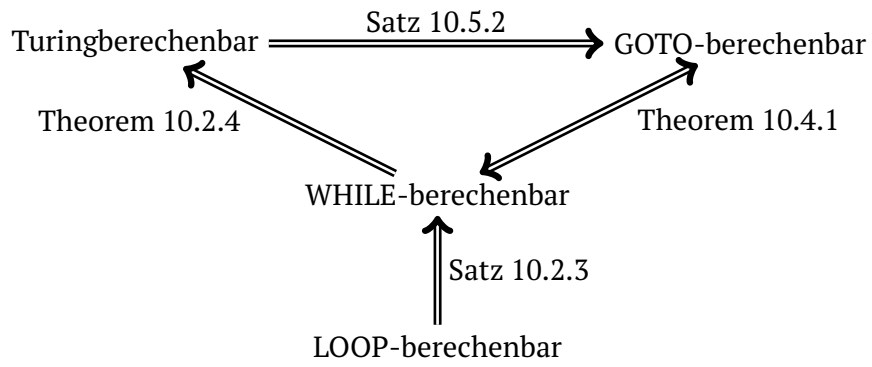 Satz 10.5.2
Turingberechenbar
GOTO-berechenbar
Theorem 10.2.4
Theorem 10.4.1
WHILE-berechenbar
Satz 10.2.3
LOOP-berechenbar